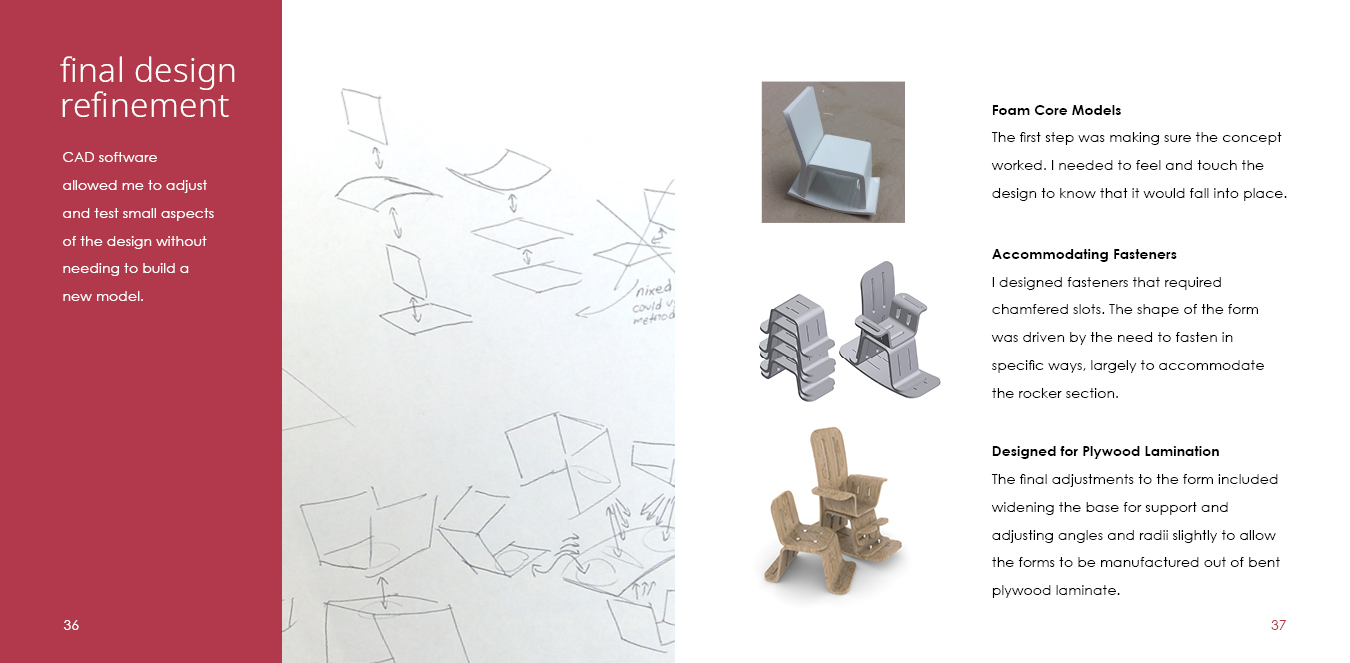 final design
refinement
CAD software
allowed me to adjust
and test small aspects
of the design without
needing to build a
new model.
36
Foam Core Models
The first step was making sure the concept
worked. I needed to feel and touch the
design to know that it would fall into place.
Accommodating Fasteners
I designed fasteners that required
chamfered slots. The shape of the form
was driven by the need to fasten in
specific ways, largely to accommodate
the rocker section.
Designed for Plywood Lamination
The final adjustments to the form included
widening the base for support and
adjusting angles and radii slightly to allow
the forms to be manufactured out of bent
plywood laminate.
37